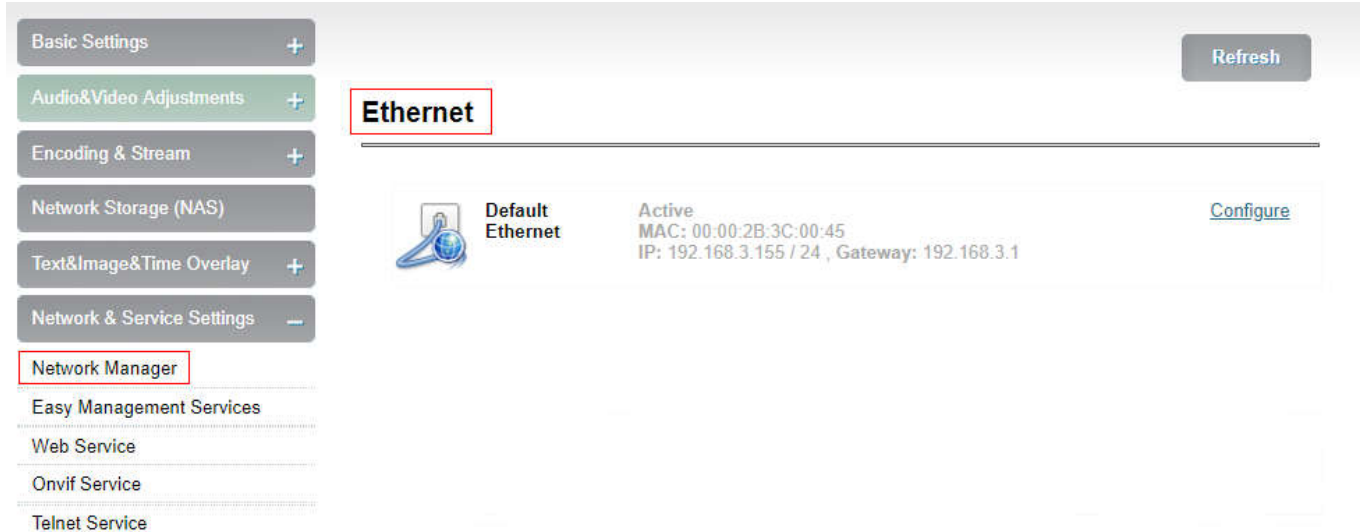 Basic Settings
Audio&Video Adjustments
Encoding & Stream
Network Storage (NAS)
Text&Image&Time Overlay
Network & Service Settings
Network Manager
Easy Management Services
Web Service
Onvif Service
Telnet Service
Refresh
Ethernet
Default
Ethernet
Active
MAC: 00:00:2B:3C:00:45
IP: 192.168.3.155 / 24 , Gateway: 192.168.3.1
Configure